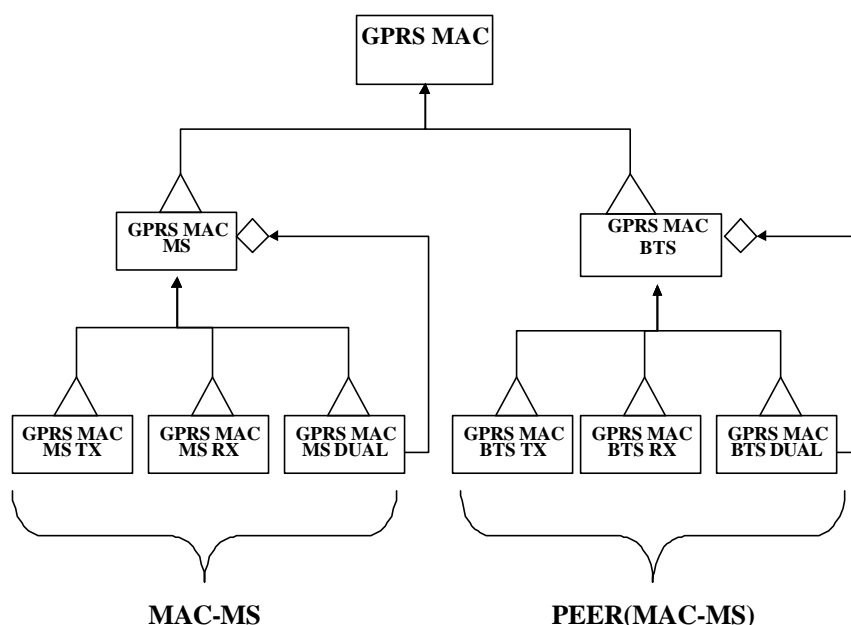 GPRS MAC
GPRS MAC
MS
GPRS MAC
BTS
GPRS MAC
MS TX
GPRS MAC
MS RX
GPRS MAC
MS DUAL
GPRS MAC
BTS TX
GPRS MAC
BTS RX
GPRS MAC
BTS DUAL
MAC-MS
PEER(MAC-MS)